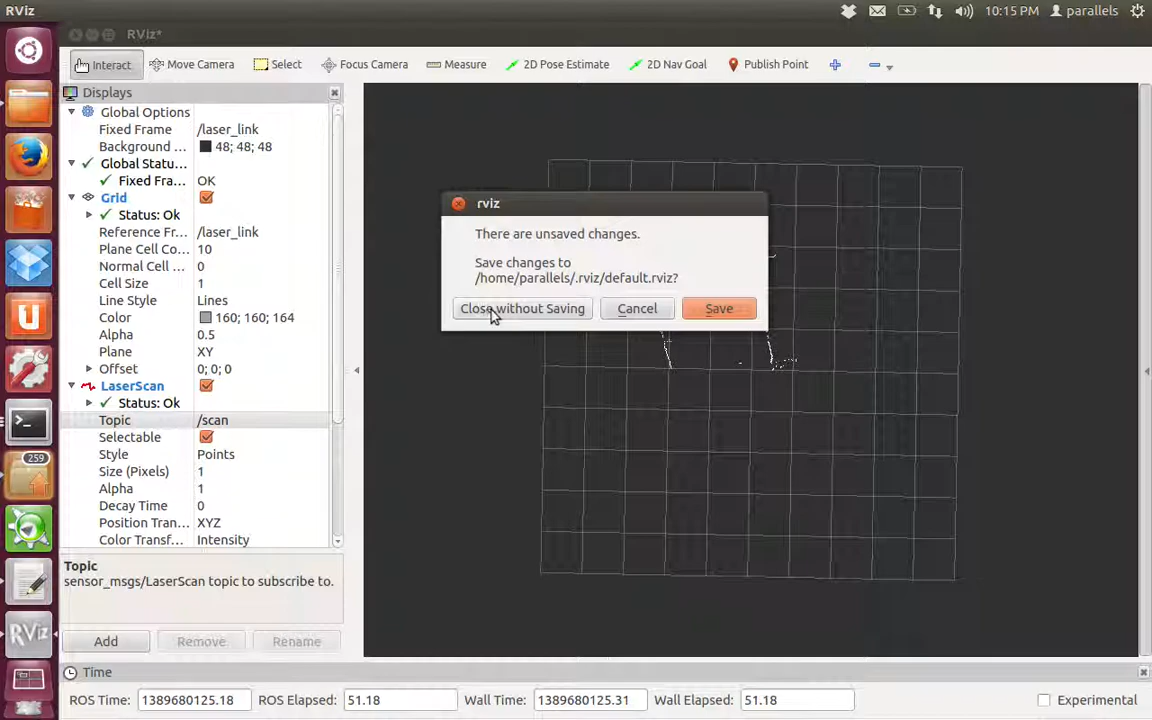 RViz
10:15 PM
parallels
RViz*
Interact
Move Camera
Select
Focus Camera
Measure
2D Pose Estimate
2D Nav Goal
Publish Point
Displays
Global Options
Fixed Frame /laser_link
Background ... 48; 48; 48
Global Statu...
Fixed Fra... OK
Grid
Status: Ok
Reference Fr... /laser_link
Plane Cell Co... 10
Normal Cell ... 0
Cell Size 1
Line Style Lines
Color 160; 160; 164
Alpha 0.5
Plane XY
Offset 0; 0; 0
LaserScan
Status: Ok
Topic /scan
Selectable
Style Points
Size (Pixels) 1
Alpha 1
Decay Time 0
Position Tran... XYZ
Color Transf... Intensity
Topic
sensor_msgs/LaserScan topic to subscribe to.
Add
Remove
Rename
rviz
There are unsaved changes.
Save changes to
/home/parallels/.rviz/default.rviz?
Close without Saving
Cancel
Save
259
RViz
Time
ROS Time: 1389680125.18
ROS Elapsed: 51.18
Wall Time: 1389680125.31
Wall Elapsed: 51.18
Experimental